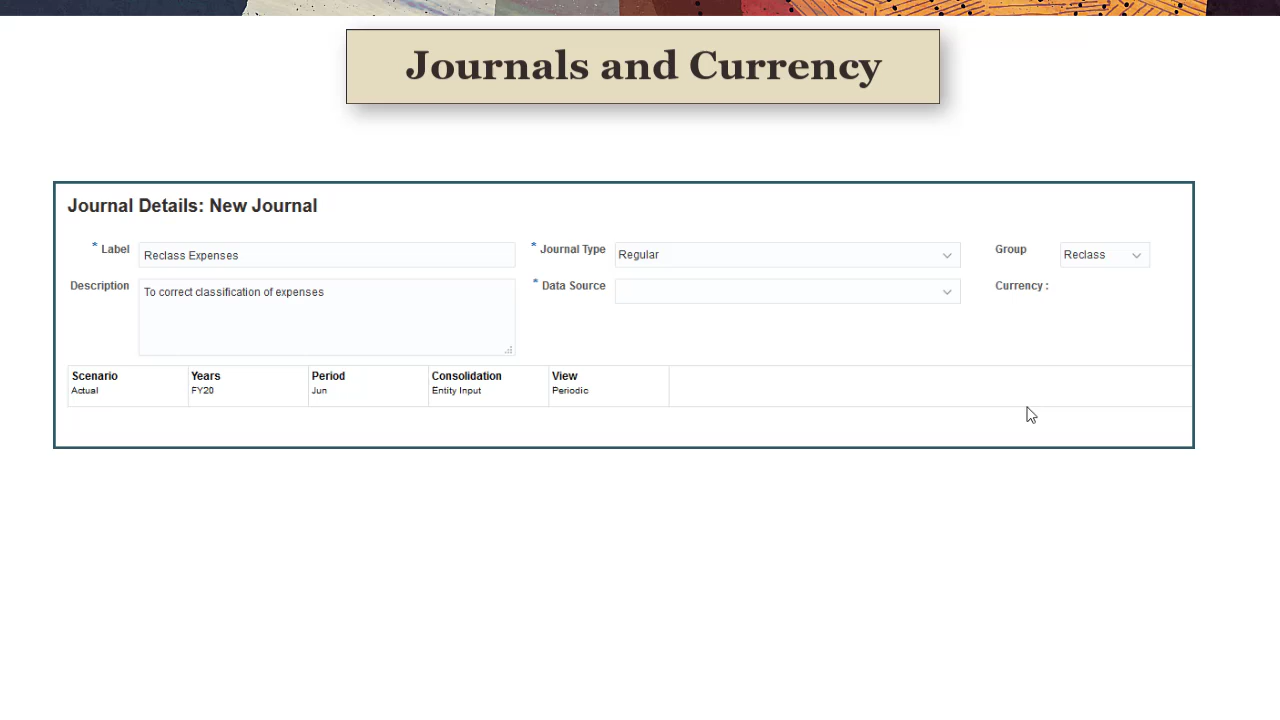 Journals and Currency
Journal Details: New Journal
* Label Reclass Expenses * Journal Type Regular Group Reclass
Description To correct classification of expenses * Data Source Currency :
Scenario Years Period Consolidation View
Actual FY20 Jun Entity Input Periodic